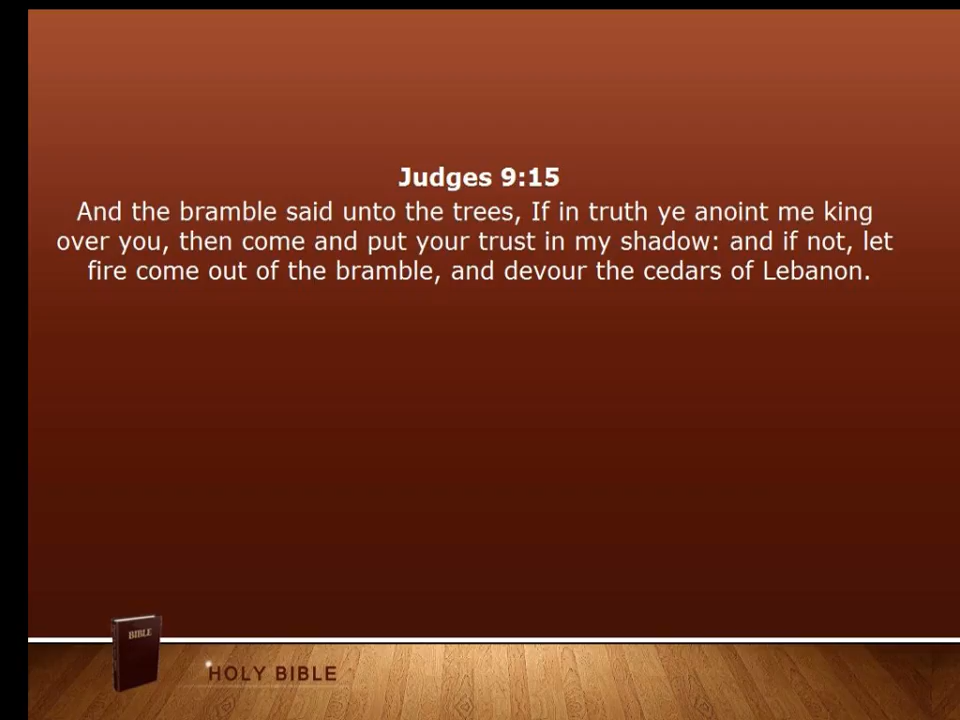 Judges 9:15
And the bramble said unto the trees, If in truth ye anoint me king
over you, then come and put your trust in my shadow: and if not, let
fire come out of the bramble, and devour the cedars of Lebanon.
BIBLE
HOLY BIBLE